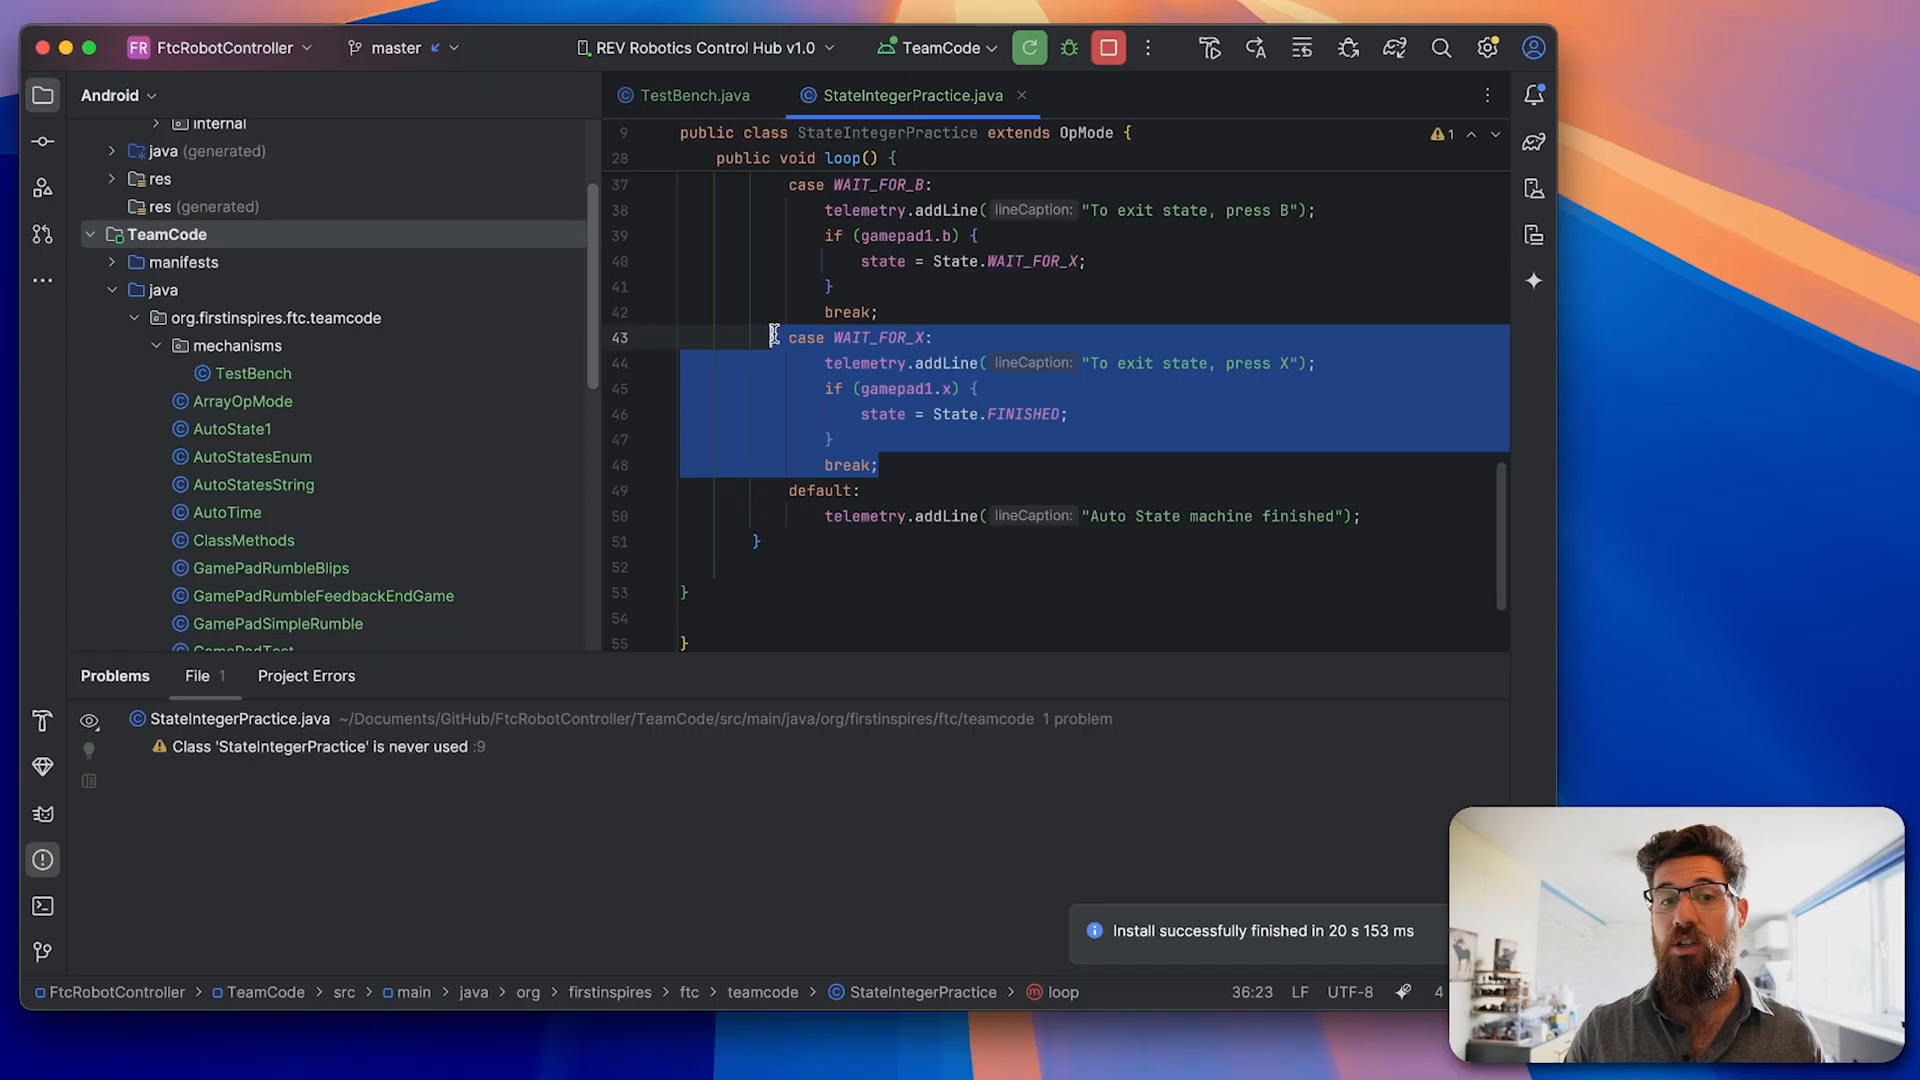 FR FtcRobotController master REV Robotics Control Hub v1.0 TeamCode
Android
internal
java (generated)
res
res (generated)
TeamCode
manifests
java
org.firstinspires.ftc.teamcode
mechanisms
TestBench
ArrayOpMode
AutoState1
AutoStatesEnum
AutoStatesString
AutoTime
ClassMethods
GamePadRumbleBlips
GamePadRumbleFeedbackEndGame
GamePadSimpleRumble
GamePadTest
TestBench.java StateIntegerPractice.java
9 public class StateIntegerPractice extends OpMode { 1
28 public void loop() {
37 case WAIT_FOR_B:
38 telemetry.addLine( lineCaption: "To exit state, press B");
39 if (gamepad1.b) {
40 state = State.WAIT_FOR_X;
41 }
42 break;
43 case WAIT_FOR_X:
44 telemetry.addLine( lineCaption: "To exit state, press X");
45 if (gamepad1.x) {
46 state = State.FINISHED;
47 }
48 break;
49 default:
50 telemetry.addLine( lineCaption: "Auto State machine finished");
51 }
52
53 }
54
55 }
Problems File 1 Project Errors
StateIntegerPractice.java ~/Documents/GitHub/FtcRobotController/TeamCode/src/main/java/org/firstinspires/ftc/teamcode 1 problem
Class 'StateIntegerPractice' is never used :9
Install successfully finished in 20 s 153 ms
FtcRobotController > TeamCode > src > main > java > org > firstinspires > ftc > teamcode > StateIntegerPractice > loop 36:23 LF UTF-8 4